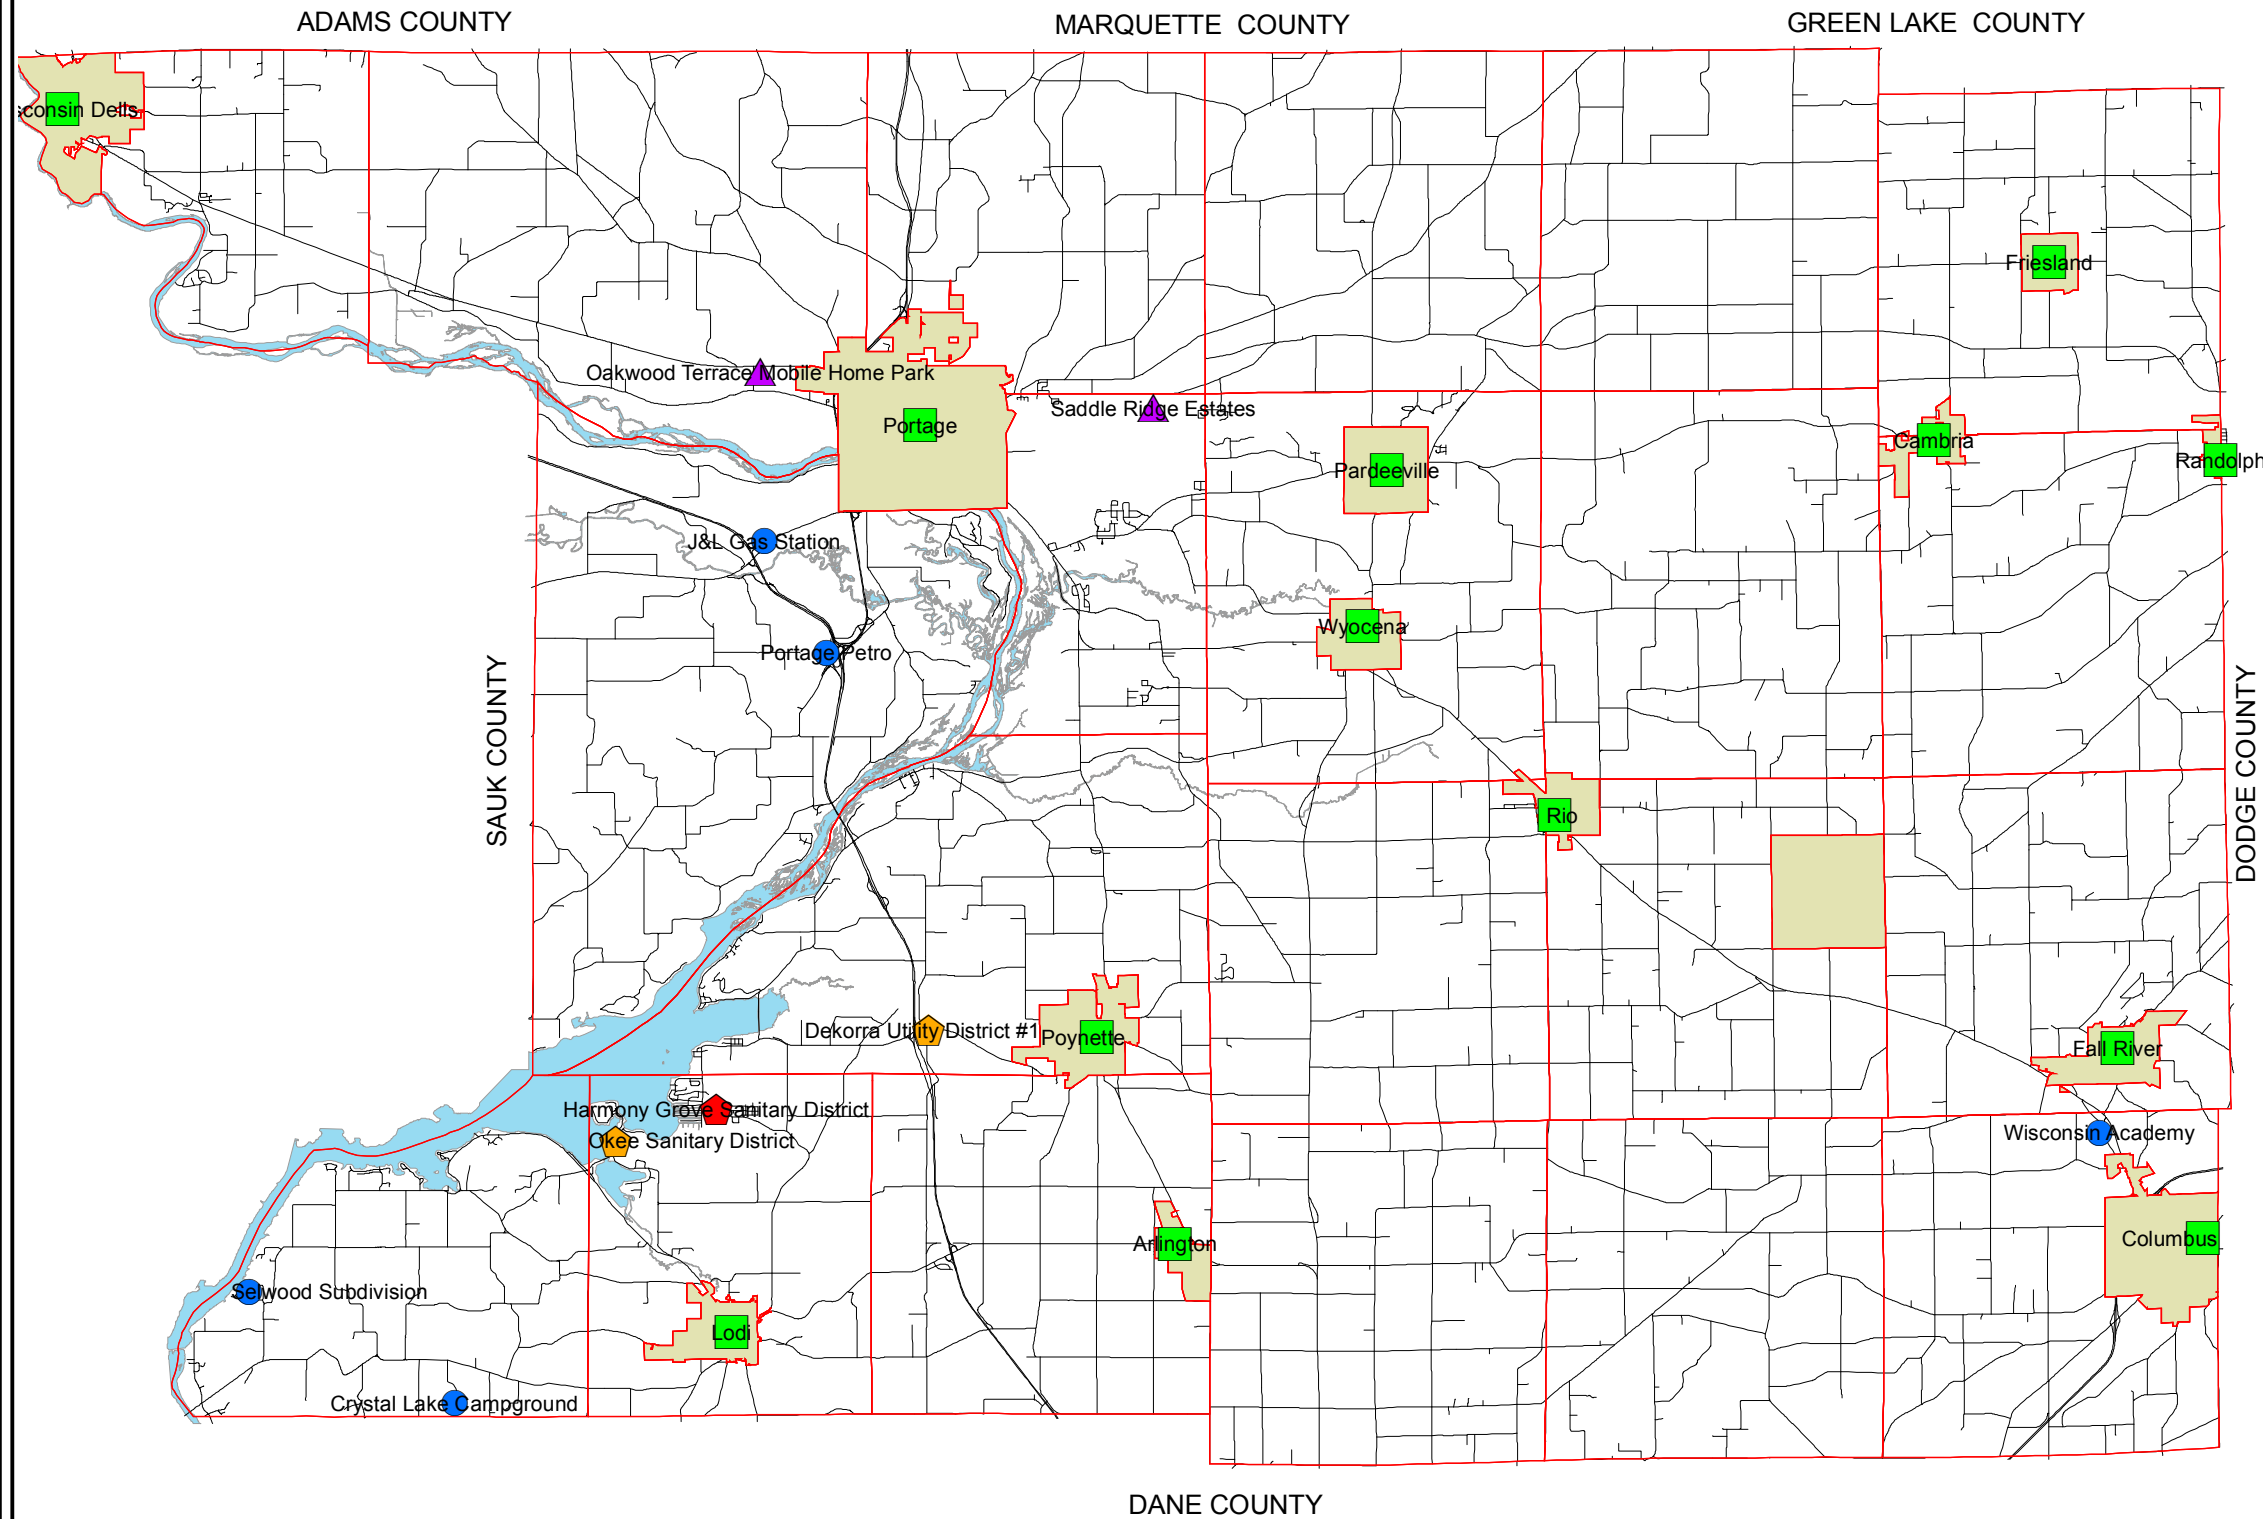 ADAMS COUNTY
MARQUETTE COUNTY
GREEN LAKE COUNTY
sconsin Dells
Friesland
Oakwood Terrace Mobile Home Park
Saddle Ridge Estates
Portage
Cambria
Pardeeville
Randolph
J&L Gas Station
Wyocena
Portage Petro
SAUK COUNTY
DODGE COUNTY
Rio
Dekorra Utility District #1
Poynette
Fall River
Harmony Grove Sanitary District
Okee Sanitary District
Wisconsin Academy
Arlington
Columbus
Selwood Subdivision
Lodi
Crystal Lake Campground
DANE COUNTY